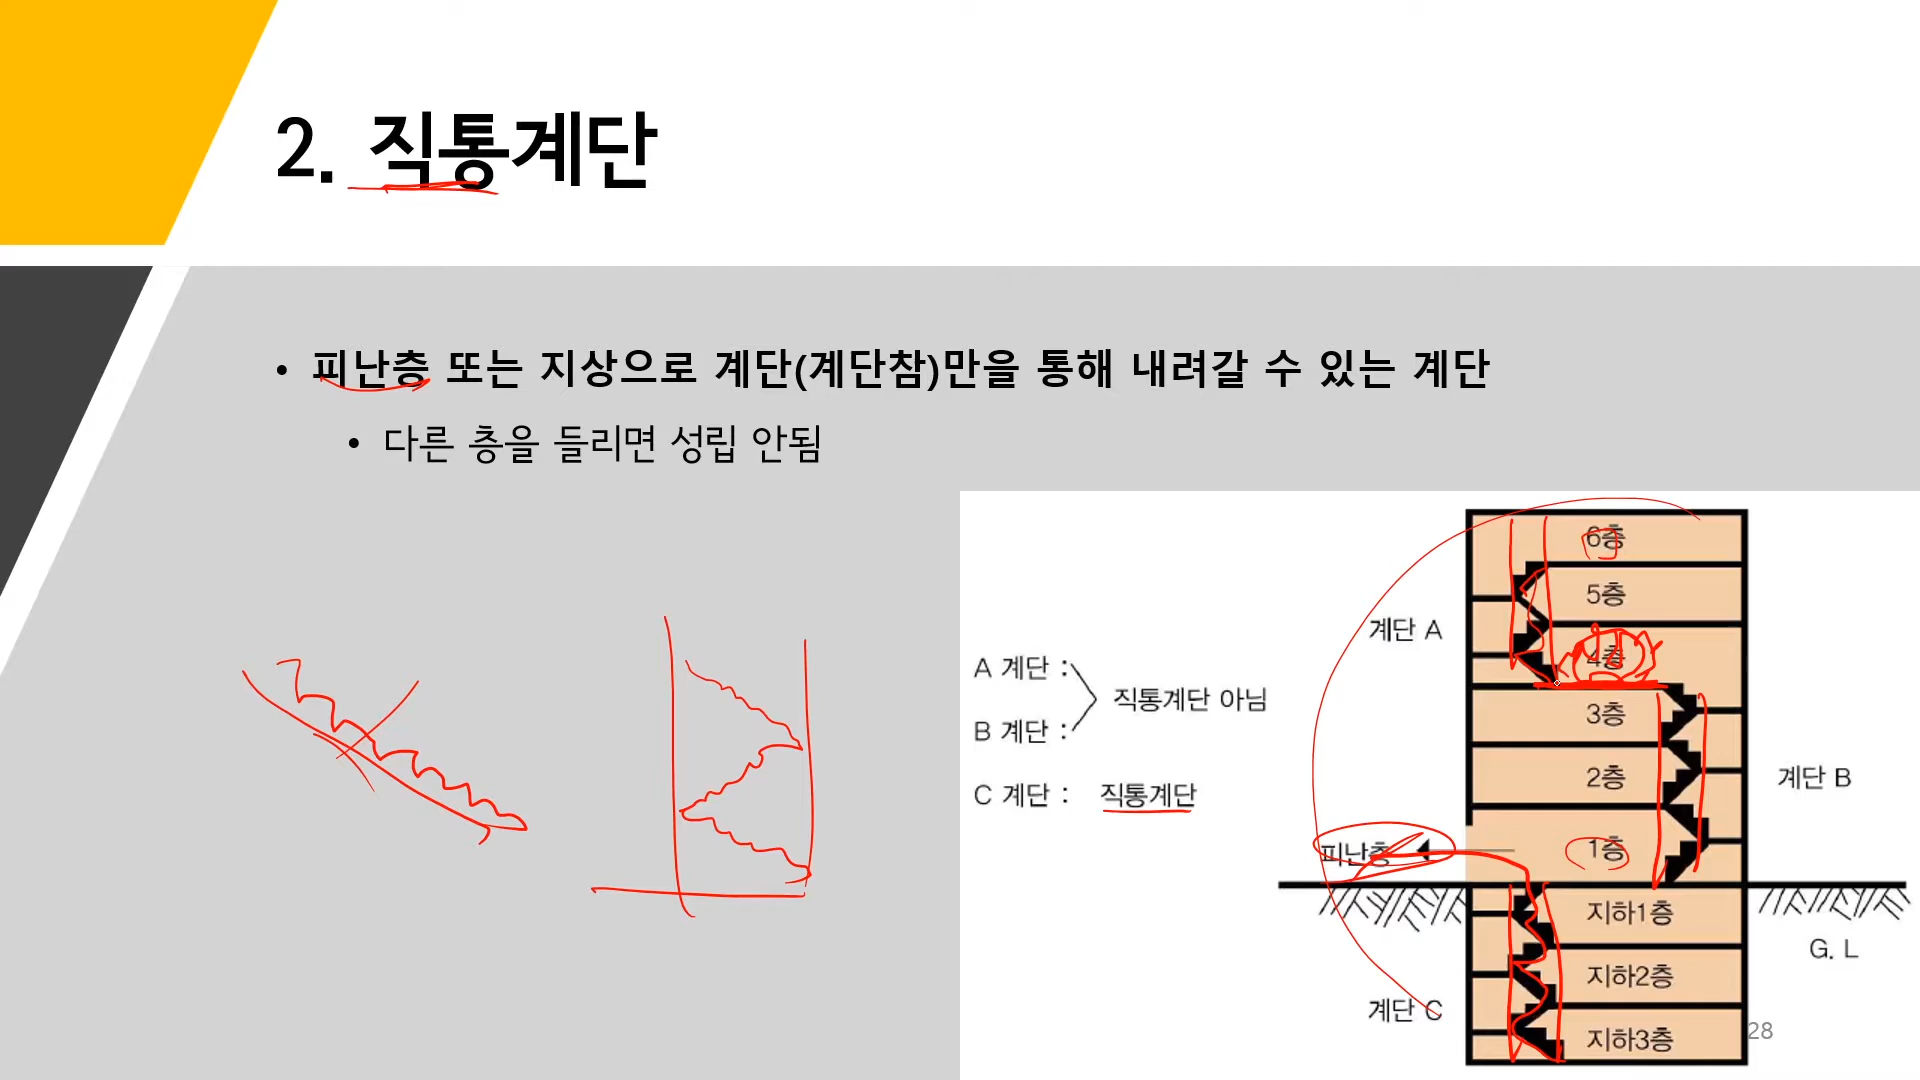 2. 직통계단
• 피난층 또는 지상으로 계단(계단참)만을 통해 내려갈 수 있는 계단
• 다른 층을 들리면 성립 안됨
A 계단 :
B 계단 :
직통계단 아님
C 계단 : 직통계단
계단 A
6층
5층
4층
3층
2층
1층
계단 B
피난층
지하1층
지하2층
지하3층
G. L
계단 C
28